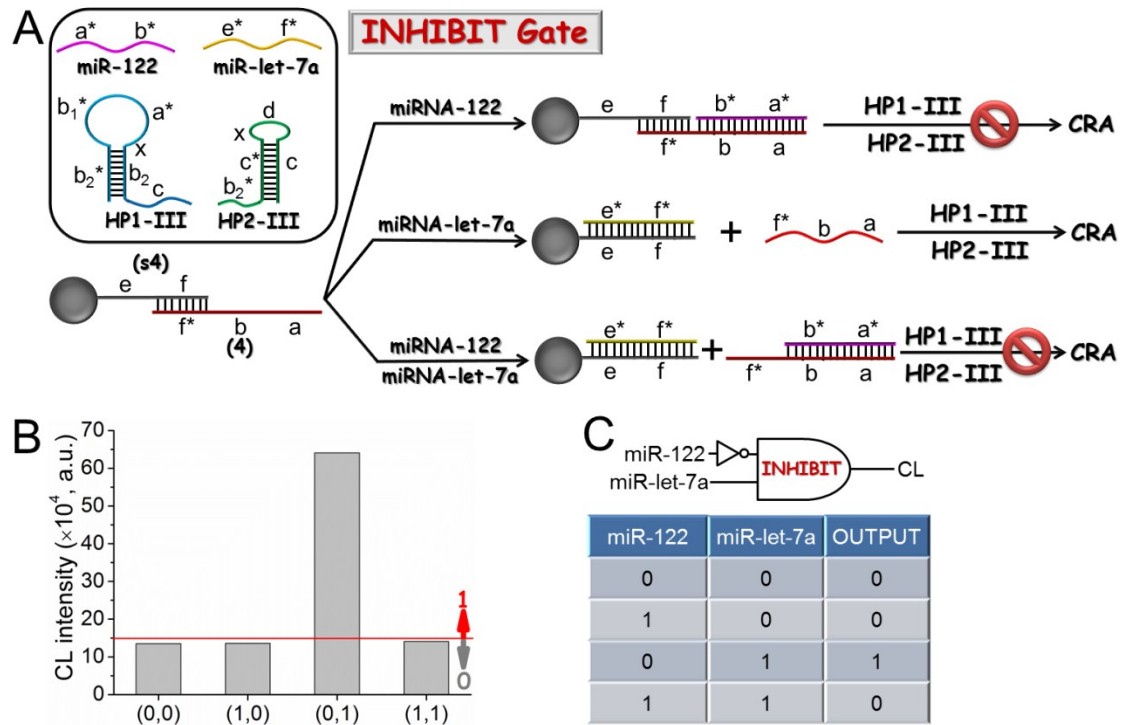 A
INHIBIT Gate
a* b*
miR-122
e* f*
miR-let-7a
b₁* a*
x
b₂* b₂
c
HP1-III
d
x
c* c
b₂*
HP2-III
(s4)
e f
f* b a
(4)
miRNA-122
e f b* a*
f* b a
HP1-III
HP2-III
CRA
miRNA-let-7a
e* f*
e f
+
f* b a
HP1-III
HP2-III
CRA
miRNA-122
miRNA-let-7a
e* f*
e f
+
b* a*
f* b a
HP1-III
HP2-III
CRA
B
CL intensity (×10⁴, a.u.)
70
60
50
40
30
20
10
0
1
0
(0,0) (1,0) (0,1) (1,1)
C
miR-122
miR-let-7a
INHIBIT
CL
miR-122 miR-let-7a OUTPUT
0 0 0
1 0 0
0 1 1
1 1 0